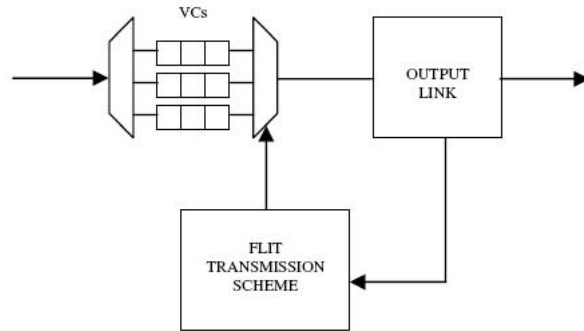 VCs
OUTPUT
LINK
FLIT
TRANSMISSION
SCHEME